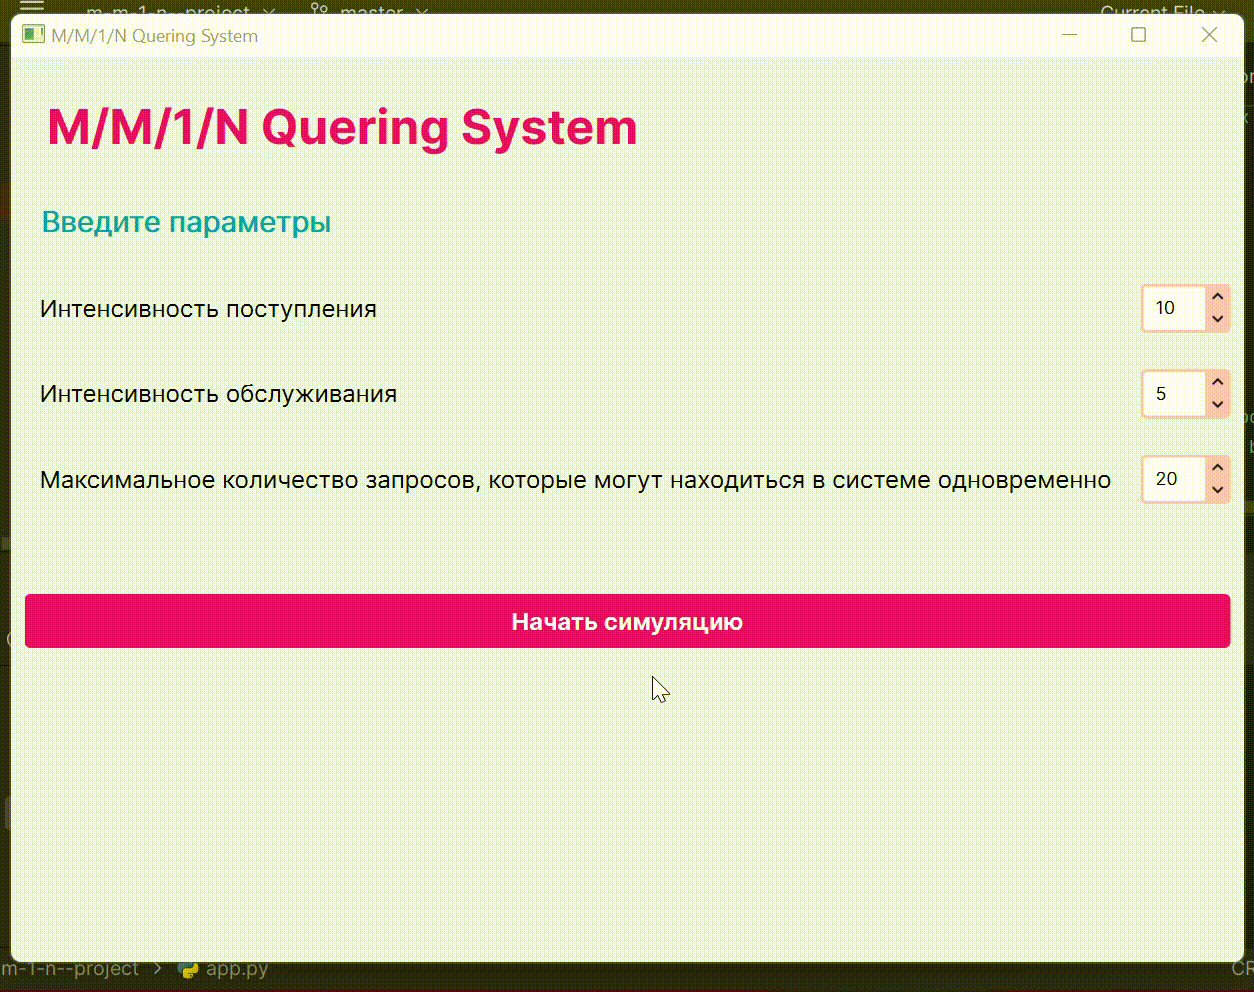 m-m-1-n--project master Current File
M/M/1/N Quering System
M/M/1/N Quering System
Введите параметры
Интенсивность поступления 10
Интенсивность обслуживания 5
Максимальное количество запросов, которые могут находиться в системе одновременно 20
Начать симуляцию
m-1-n--project > app.py